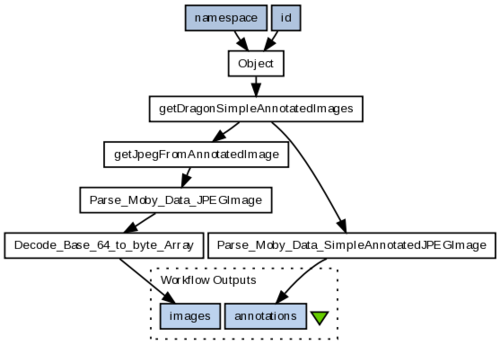 namespace
id
Object
getDragonSimpleAnnotatedImages
getJpegFromAnnotatedImage
Parse_Moby_Data_JPEGImage
Decode_Base_64_to_byte_Array
Parse_Moby_Data_SimpleAnnotatedJPEGImage
Workflow Outputs
images
annotations